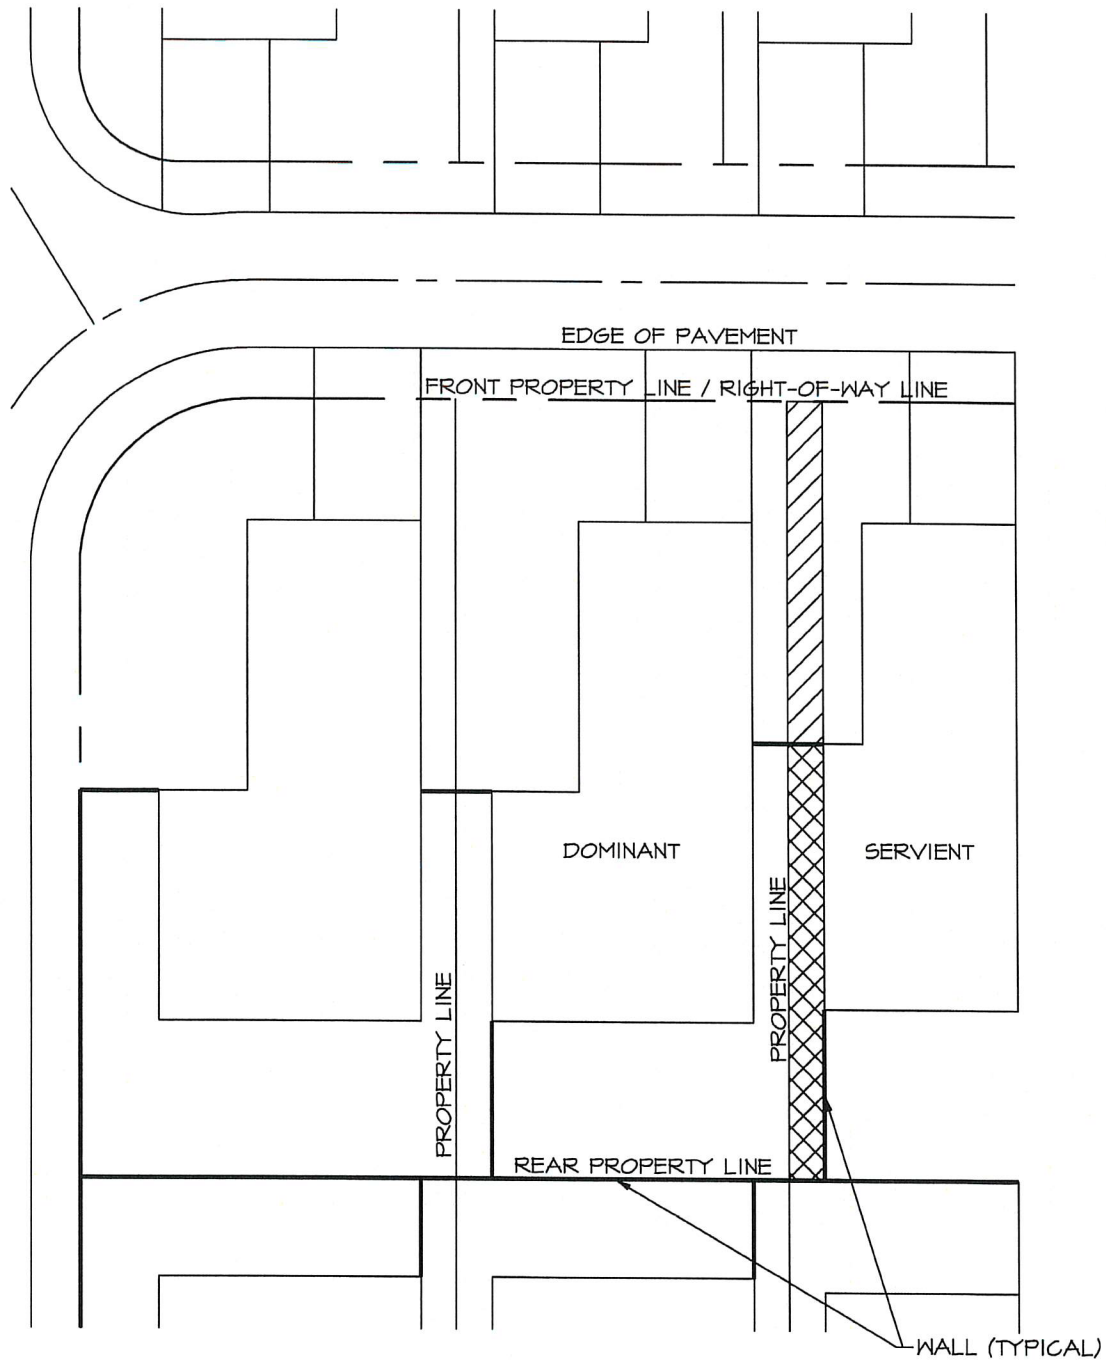 EDGE OF PAVEMENT
FRONT PROPERTY LINE / RIGHT-OF-WAY LINE
DOMINANT
SERVIENT
PROPERTY LINE
PROPERTY LINE
REAR PROPERTY LINE
WALL (TYPICAL)